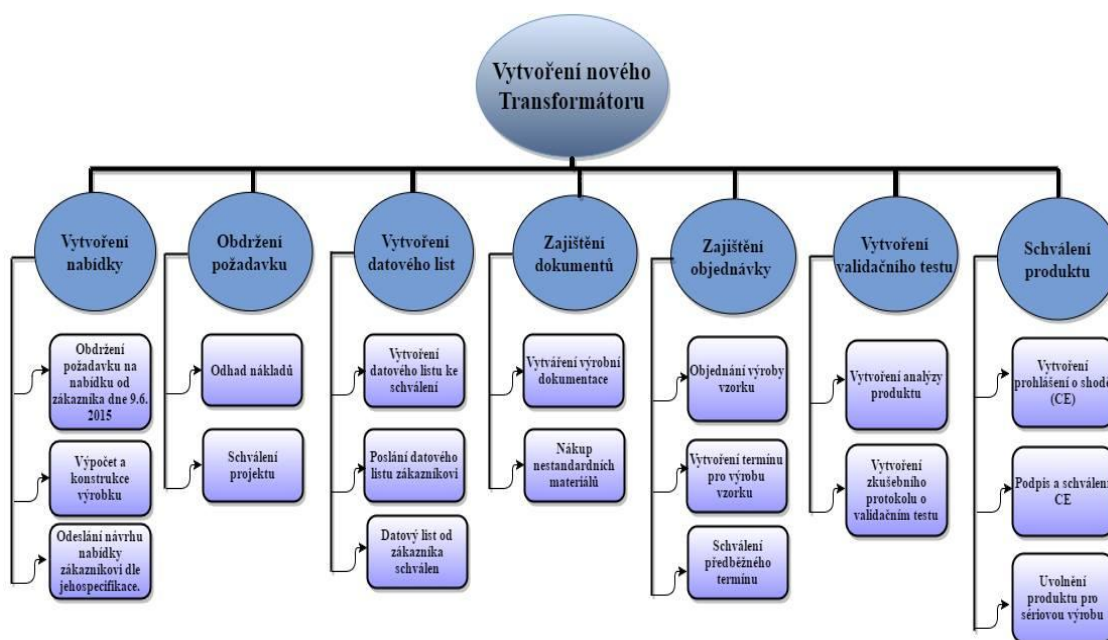 Vytvoření nového
Transformátoru
Vytvoření
nabídky
Obdržení
požadavku
Vytvoření
datového list
Zajištění
dokumentů
Zajištění
objednávky
Vytvoření
validačního testu
Schválení
produktu
Obdržení
požadavku na
nabídku od
zákazníka dne 9.6.
2015
Výpočet a
konstrukce
výrobku
Odeslání návrhu
nabídky
zákazníkovi dle
jehospecifikace.
Odhad nákladů
Schválení
projektu
Vytvoření
datového listu ke
schválení
Poslání datového
listu zákazníkovi
Datový list od
zákazníka
schválen
Vytváření výrobní
dokumentace
Nákup
nestandardních
materiálů
Objednání výroby
vzorku
Vytvoření termínu
pro výrobu
vzorku
Schválení
předběžného
termínu
Vytvoření analýzy
produktu
Vytvoření
zkušebního
protokolu o
validačním testu
Vytvoření
prohlášení o shodě
(CE)
Podpis a schválení
CE
Uvolnění
produktu pro
sériovou výrobu